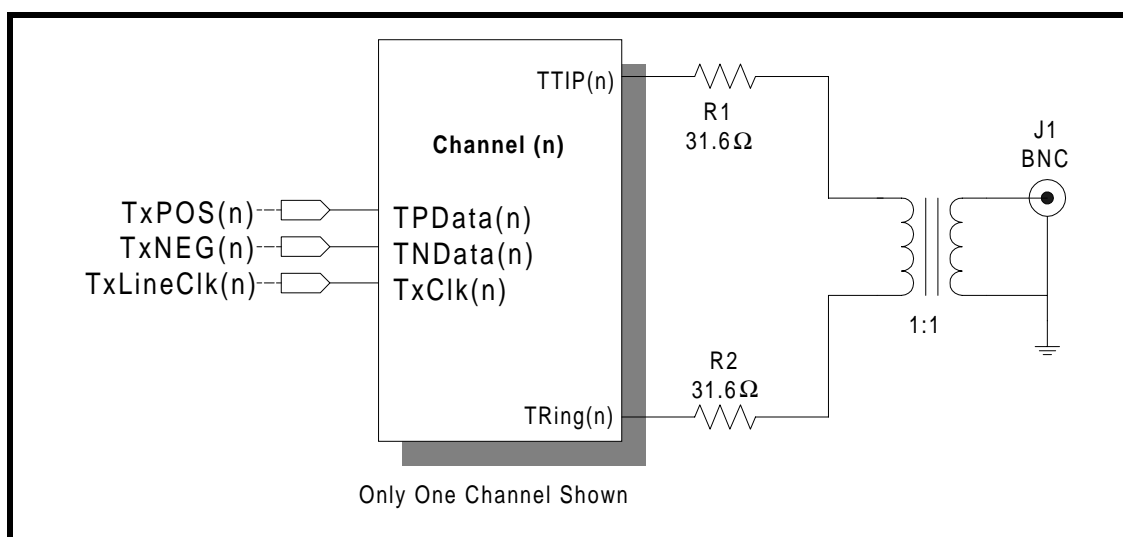 TTIP(n)
R1
31.6Ω
J1
BNC
Channel (n)
TxPOS(n)
TPData(n)
TxNEG(n)
TNData(n)
TxLineClk(n)
TxClk(n)
1:1
R2
31.6Ω
TRing(n)
Only One Channel Shown